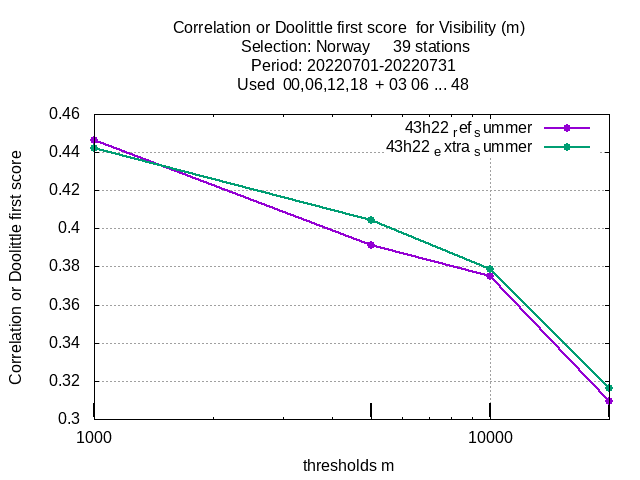 Correlation or Doolittle first score  for Visibility (m)
Selection: Norway     39 stations
Period: 20220701-20220731
Used  00,06,12,18  + 03 06 ... 48
43h22 ref summer
43h22 extra summer
Correlation or Doolittle first score
0.46
0.44
0.42
0.4
0.38
0.36
0.34
0.32
0.3
1000
10000
thresholds m